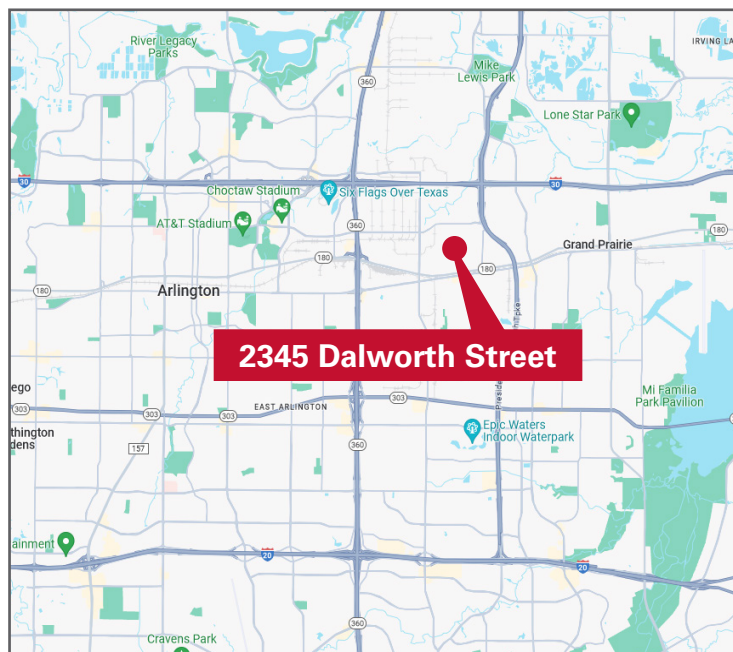 River Legacy
Parks
360
Mike
Lewis Park
IRVING LA
Lone Star Park
30
Choctaw Stadium
Six Flags Over Texas
30
AT&T Stadium
360
180
Grand Prairie
180
180
180
Arlington
2345 Dalworth Street
Mi Familia
Park Pavilion
ego
303
303
EAST ARLINGTON
303
Epic Waters
Indoor Waterpark
thington
dens
157
360
ainment
20
20
360
Cravens Park